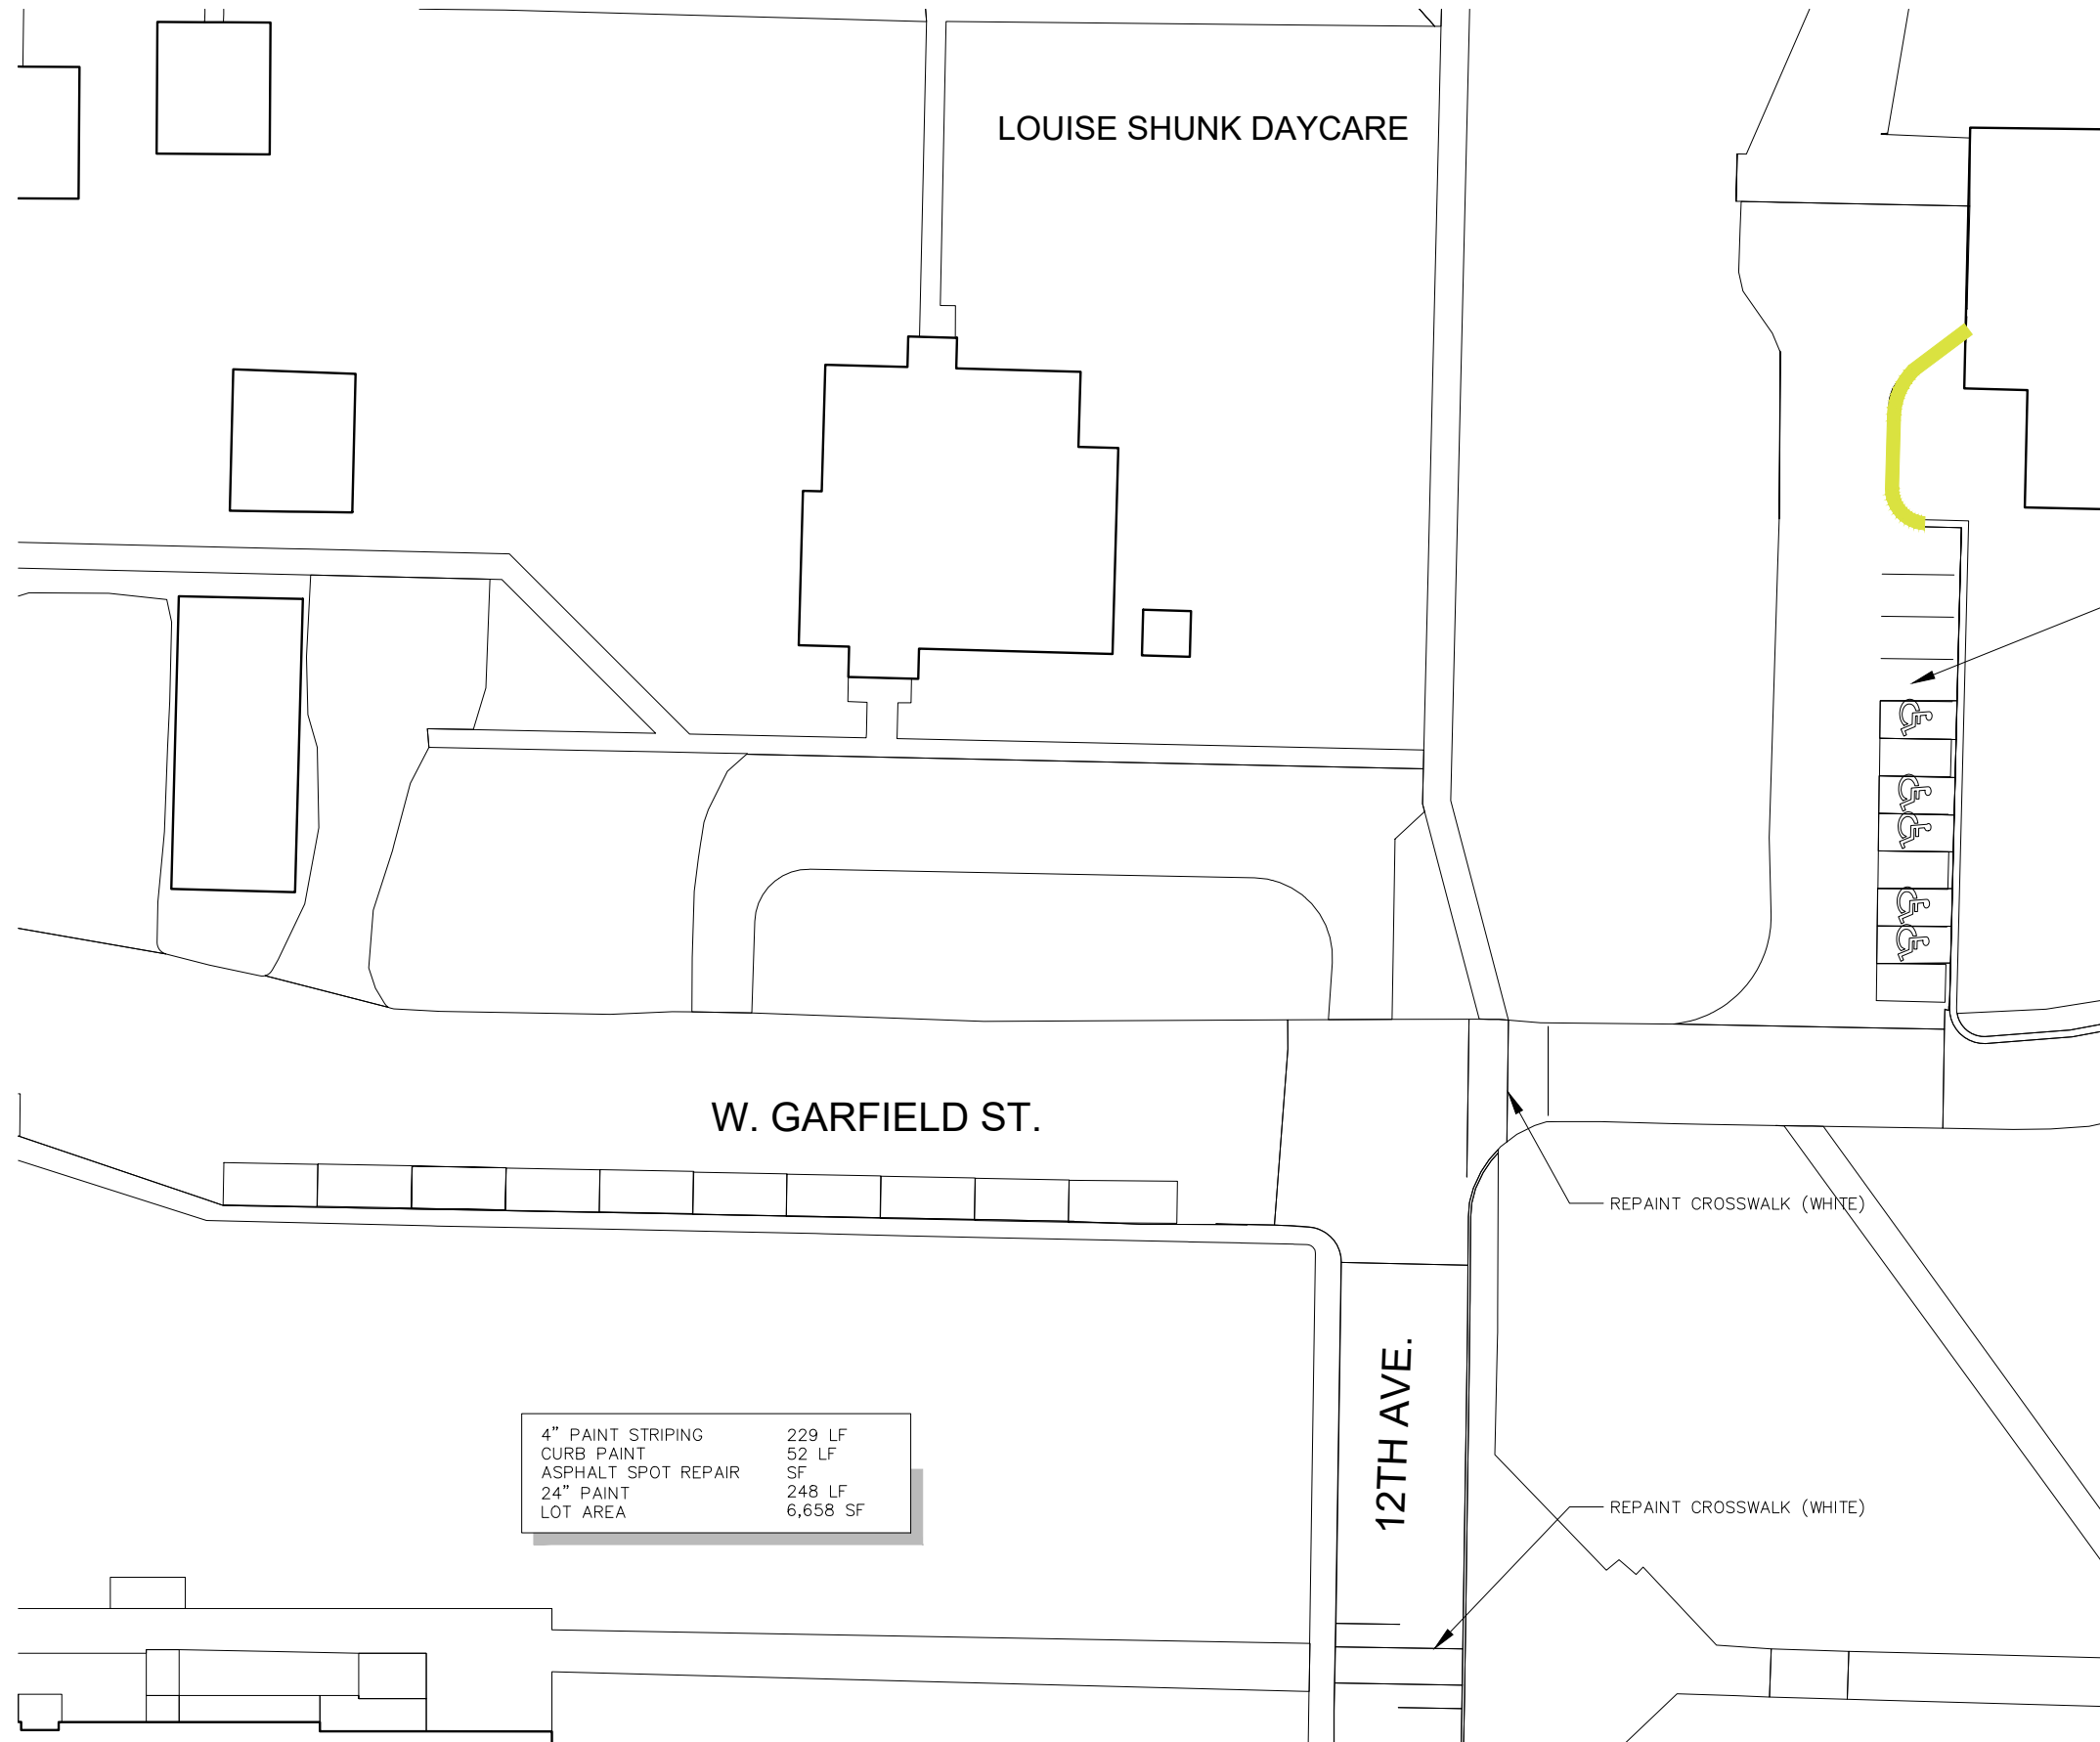 LOUISE SHUNK DAYCARE
W. GARFIELD ST.
REPAINT CROSSWALK (WHITE)
12TH AVE.
4” PAINT STRIPING 229 LF
CURB PAINT 52 LF
ASPHALT SPOT REPAIR SF
24” PAINT 248 LF
LOT AREA 6,658 SF
REPAINT CROSSWALK (WHITE)